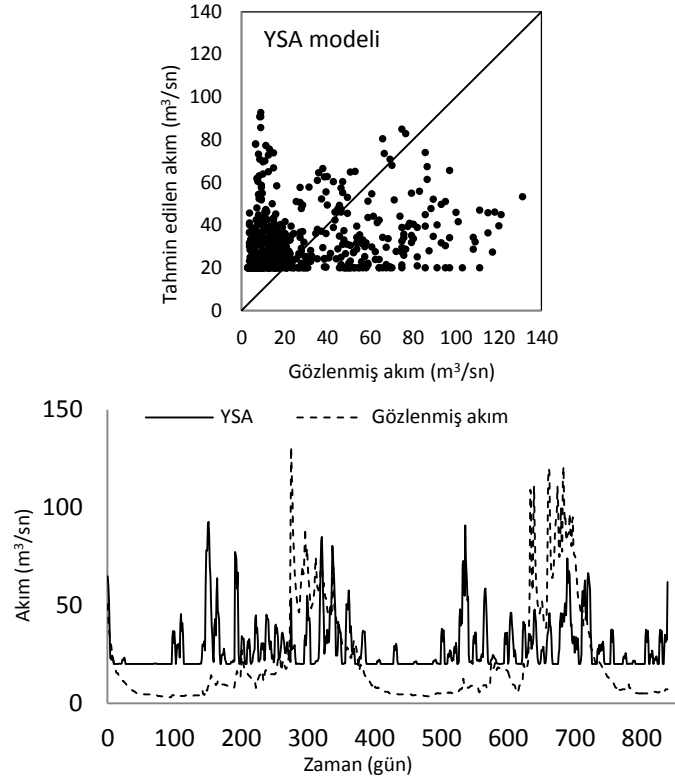 140
YSA modeli
120
100
80
60
40
20
0
Tahmin edilen akım (m³/sn)
0 20 40 60 80 100 120 140
Gözlenmiş akım (m³/sn)
150
YSA
Gözlenmiş akım
100
50
0
Akım (m³/sn)
0 100 200 300 400 500 600 700 800
Zaman (gün)